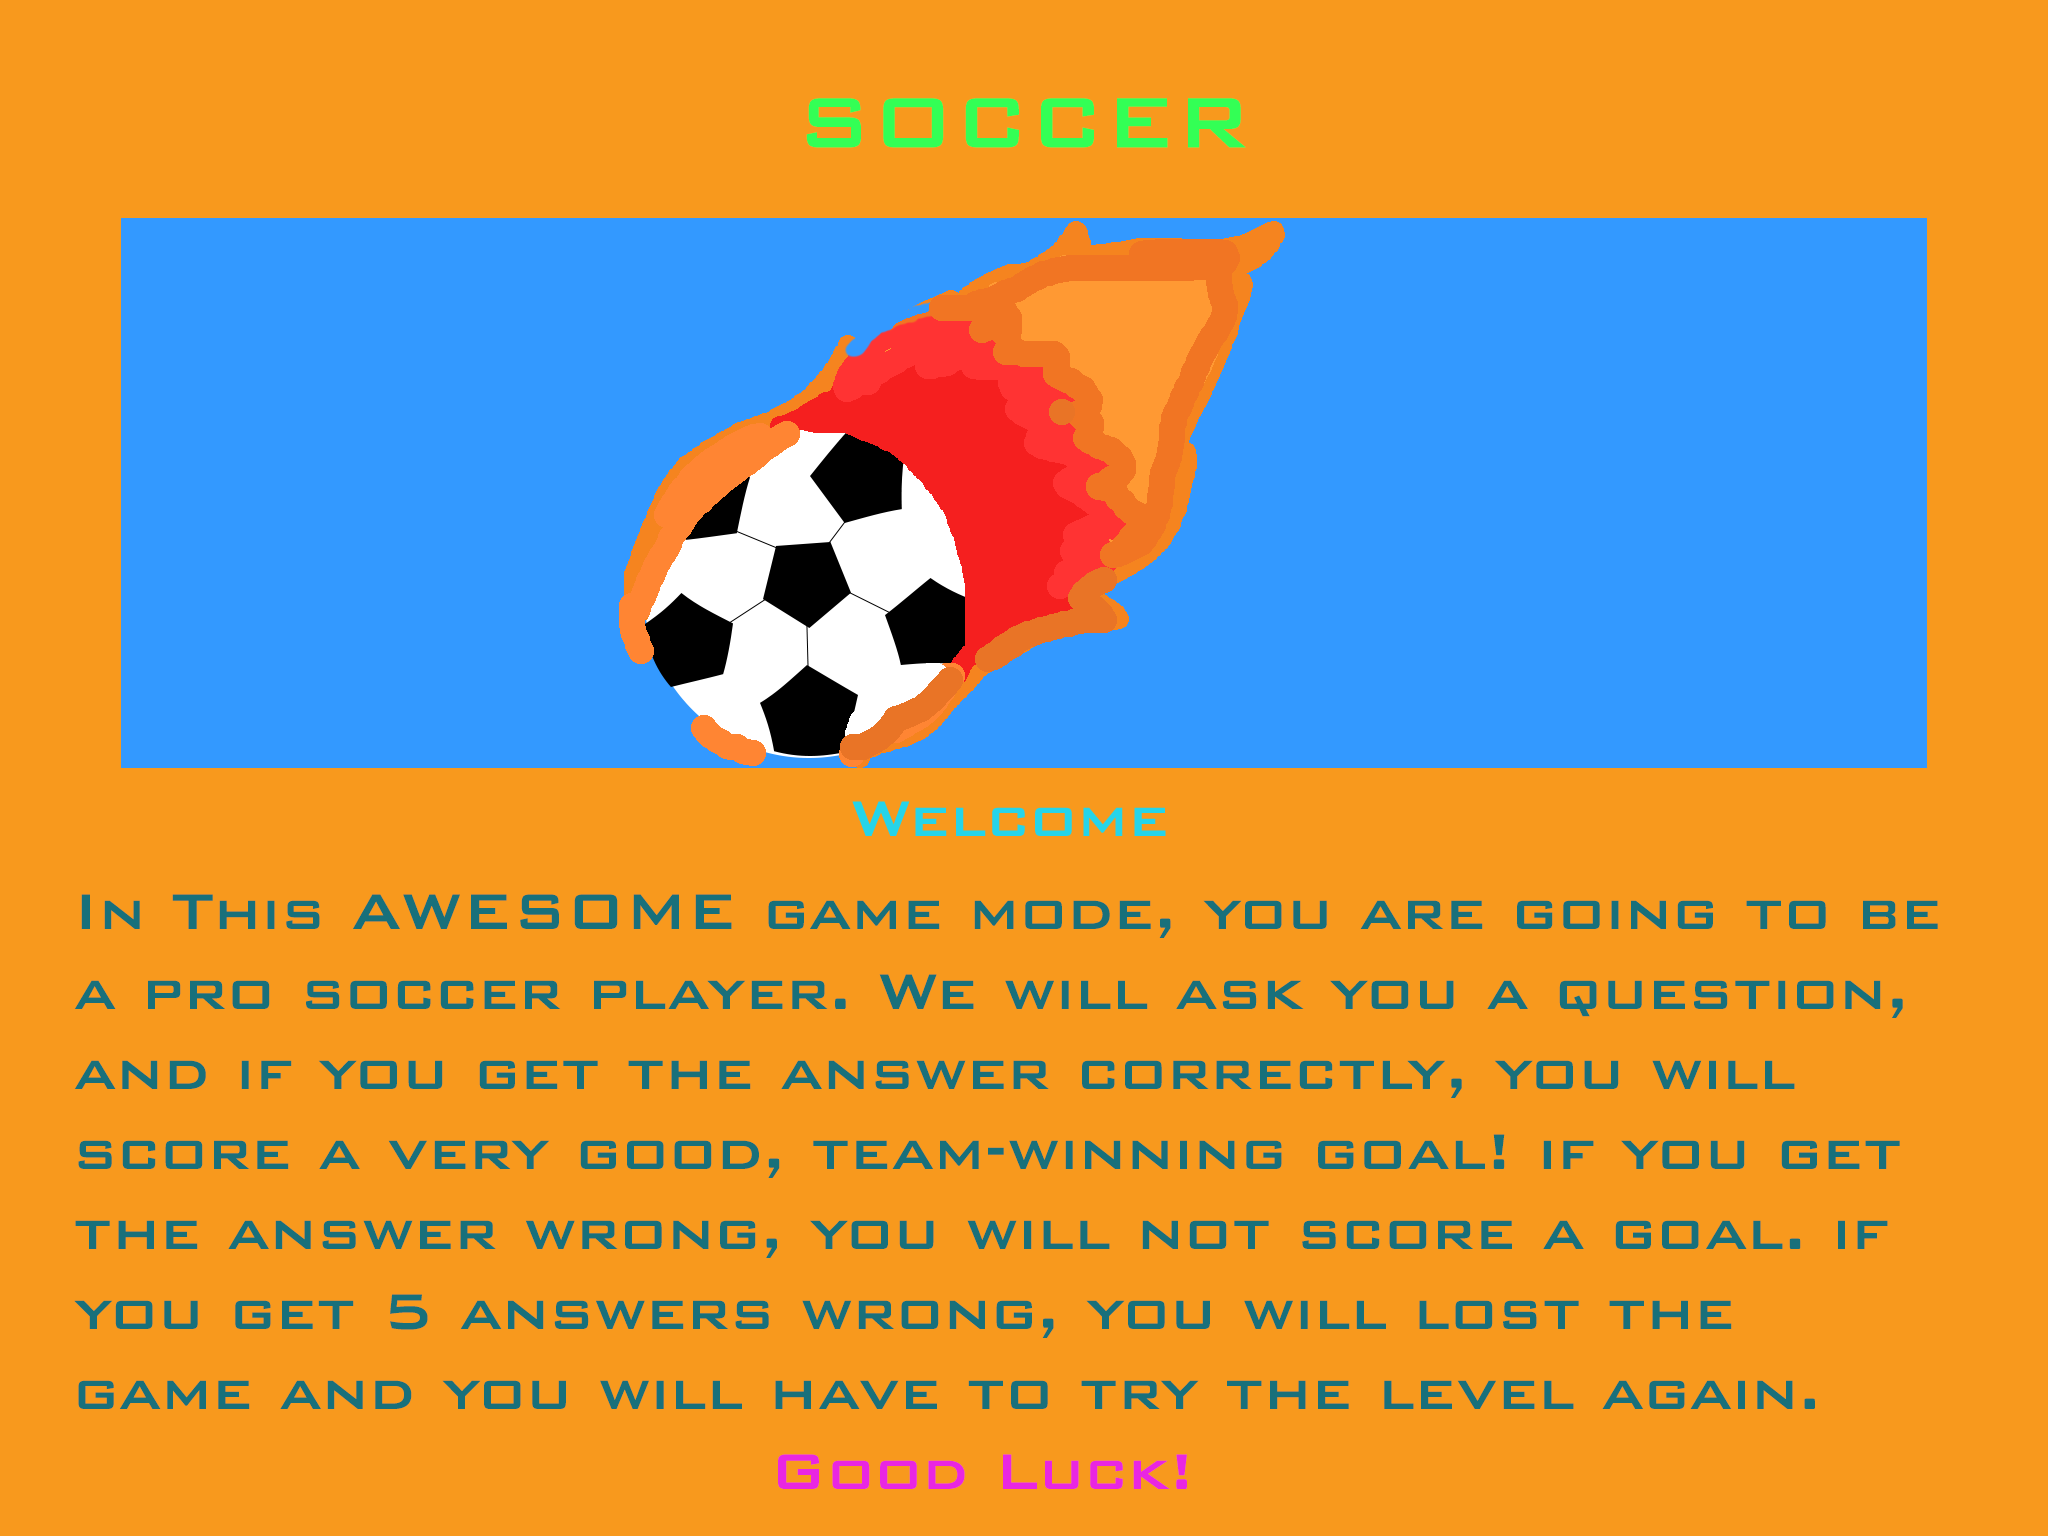 SOCCER
Welcome
In This AWESOME game mode, you are going to be
a pro soccer player. We will ask you a question,
and if you get the answer correctly, you will
score a very good, team-winning goal! if you get
the answer wrong, you will not score a goal. if
you get 5 answers wrong, you will lost the
game and you will have to try the level again.
Good Luck!